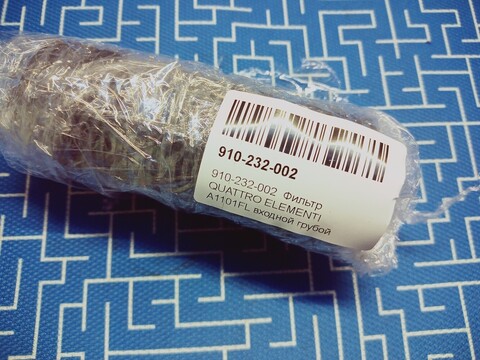 910-232-002
910-232-002 Фильтр
QUATTRO ELEMENTI
A1101FL входной грубой